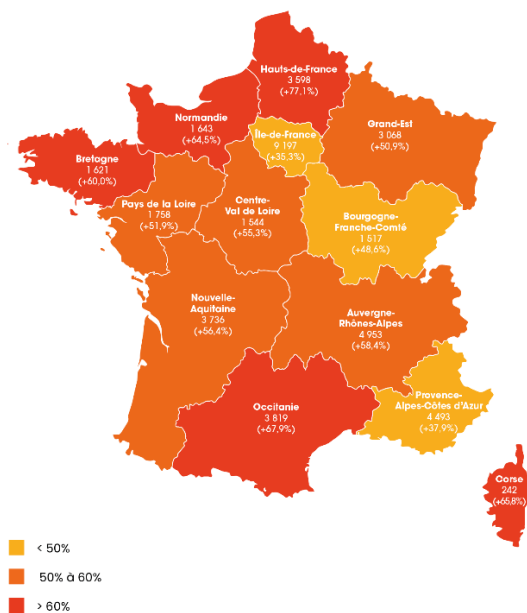 Hauts-de-France
3 598
(+77,1%)
Normandie
1 643
(+64,5%)
Île-de-France
9 197
(+35,3%)
Grand-Est
3 068
(+50,9%)
Bretagne
1 621
(+60,0%)
Pays de la Loire
1 758
(+51,9%)
Centre-
Val de Loire
1 544
(+55,3%)
Bourgogne-
Franche-Comté
1 517
(+48,6%)
Nouvelle-
Aquitaine
3 736
(+56,4%)
Auvergne-
Rhônes-Alpes
4 953
(+58,4%)
Occitanie
3 819
(+67,9%)
Provence-
Alpes-Côtes d'Azur
4 493
(+37,9%)
Corse
242
(+65,8%)
< 50%
50% à 60%
> 60%